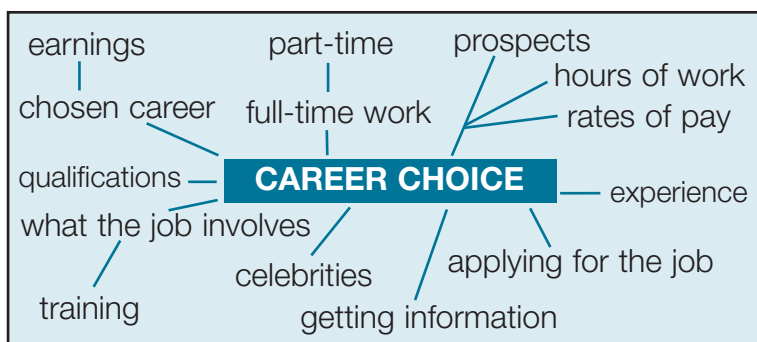 earnings
part-time
prospects
hours of work
chosen career
full-time work
rates of pay
qualifications
CAREER CHOICE
experience
what the job involves
celebrities
applying for the job
training
getting information